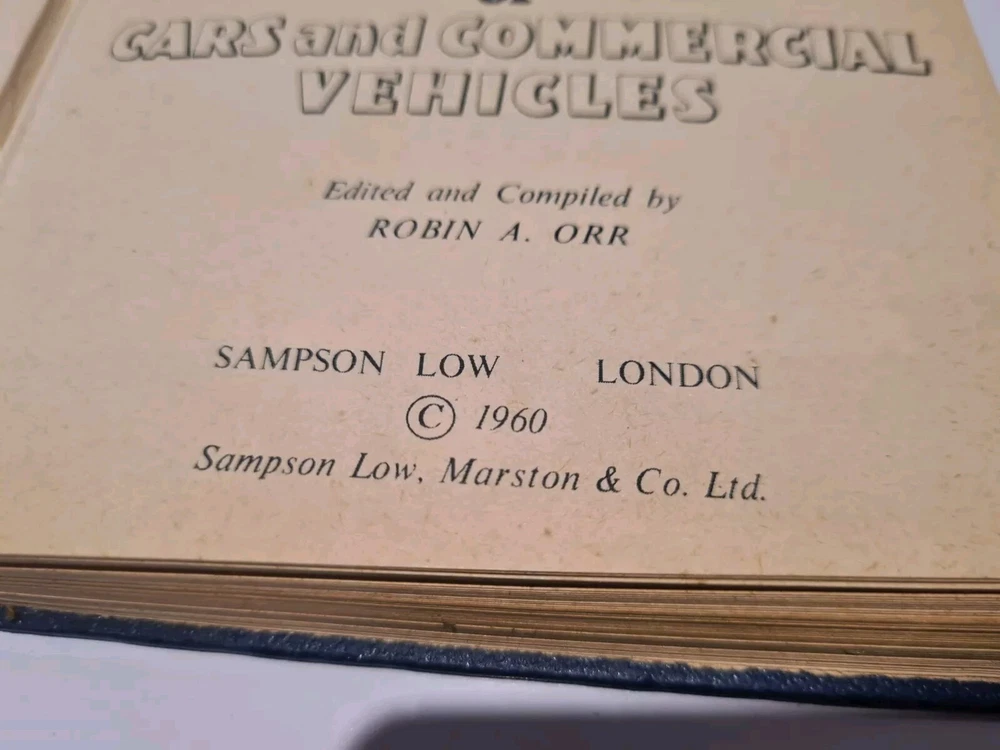 CARS and COMMERCIAL
VEHICLES
Edited and Compiled by
ROBIN A. ORR
SAMPSON LOW LONDON
© 1960
Sampson Low, Marston & Co. Ltd.